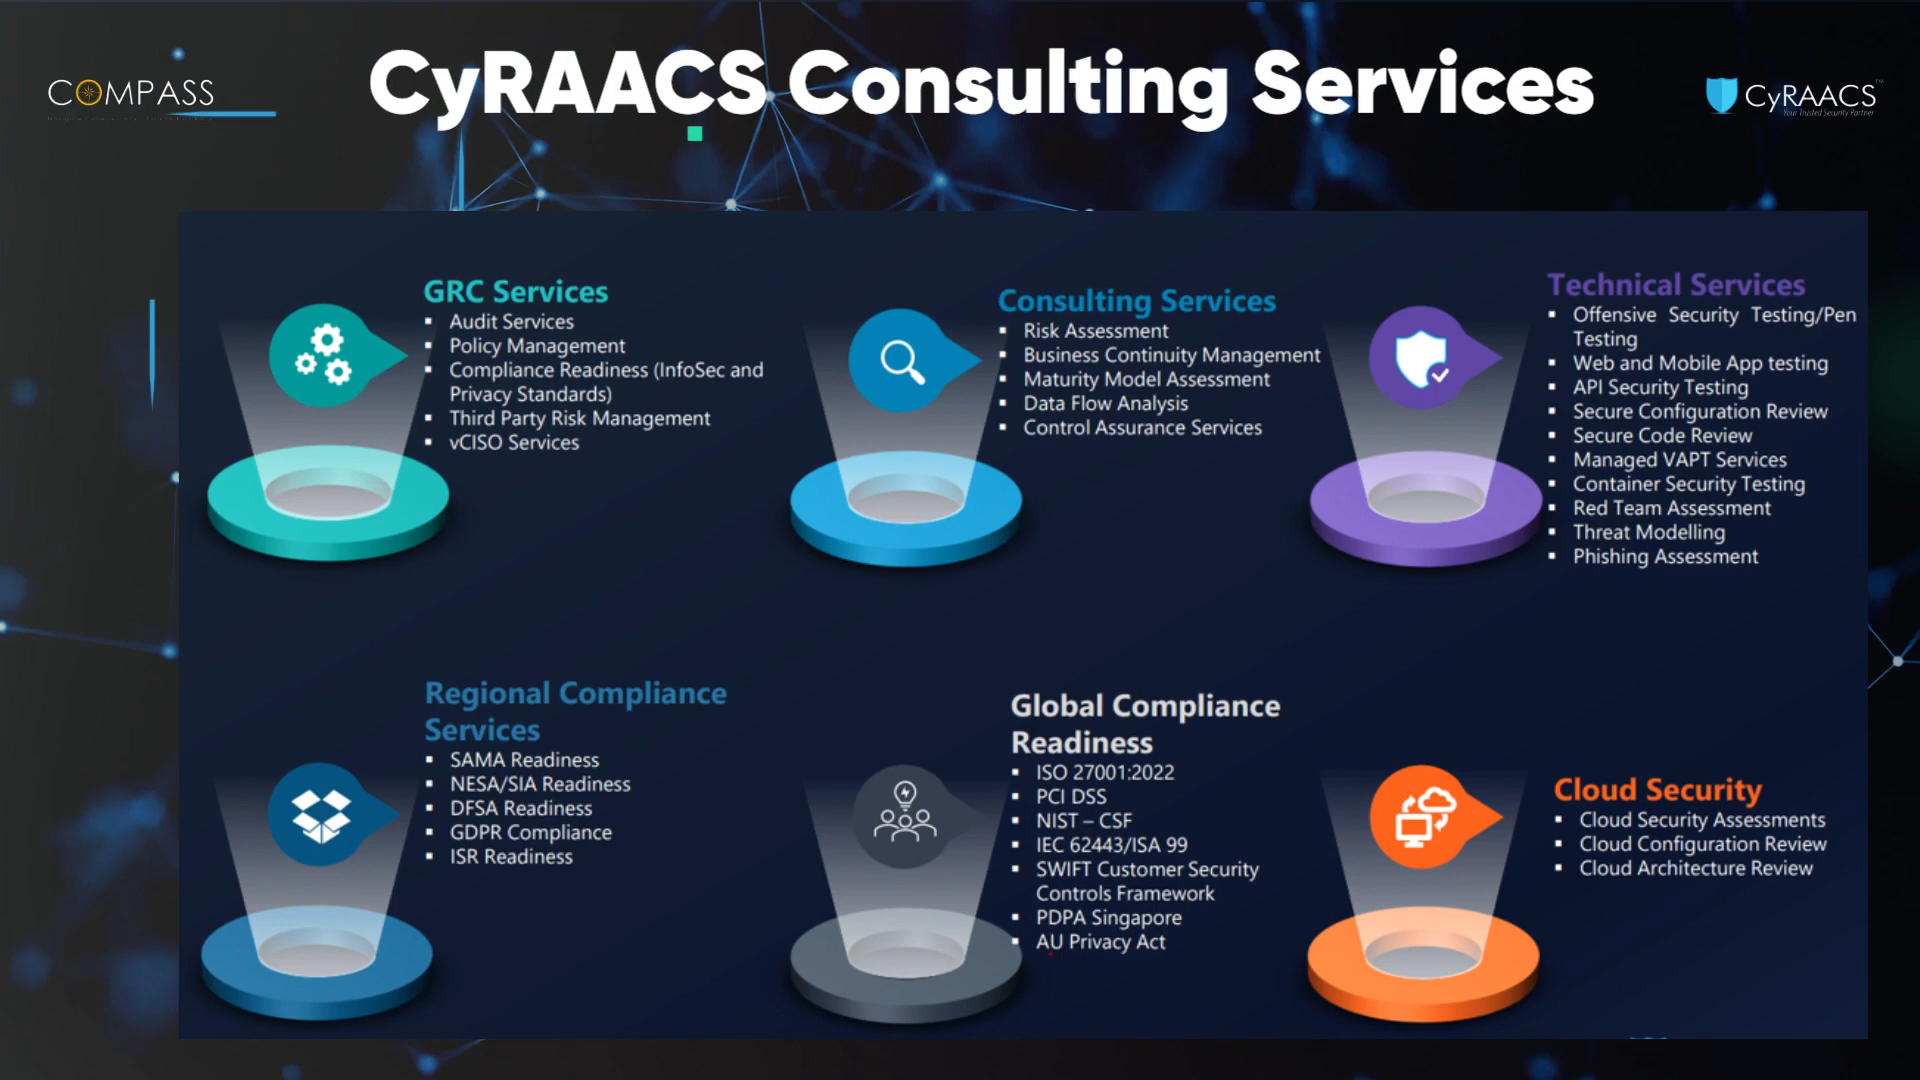 COMPASS
CyRAACS Consulting Services
CyRAACS™
Your Trusted Security Partner
GRC Services
▪ Audit Services
▪ Policy Management
▪ Compliance Readiness (InfoSec and
Privacy Standards)
▪ Third Party Risk Management
▪ vCISO Services
Consulting Services
▪ Risk Assessment
▪ Business Continuity Management
▪ Maturity Model Assessment
▪ Data Flow Analysis
▪ Control Assurance Services
Technical Services
▪ Offensive Security Testing/Pen
Testing
▪ Web and Mobile App testing
▪ API Security Testing
▪ Secure Configuration Review
▪ Secure Code Review
▪ Managed VAPT Services
▪ Container Security Testing
▪ Red Team Assessment
▪ Threat Modelling
▪ Phishing Assessment
Regional Compliance
Services
▪ SAMA Readiness
▪ NESA/SIA Readiness
▪ DFSA Readiness
▪ GDPR Compliance
▪ ISR Readiness
Global Compliance
Readiness
▪ ISO 27001:2022
▪ PCI DSS
▪ NIST – CSF
▪ IEC 62443/ISA 99
▪ SWIFT Customer Security
Controls Framework
▪ PDPA Singapore
▪ AU Privacy Act
Cloud Security
▪ Cloud Security Assessments
▪ Cloud Configuration Review
▪ Cloud Architecture Review